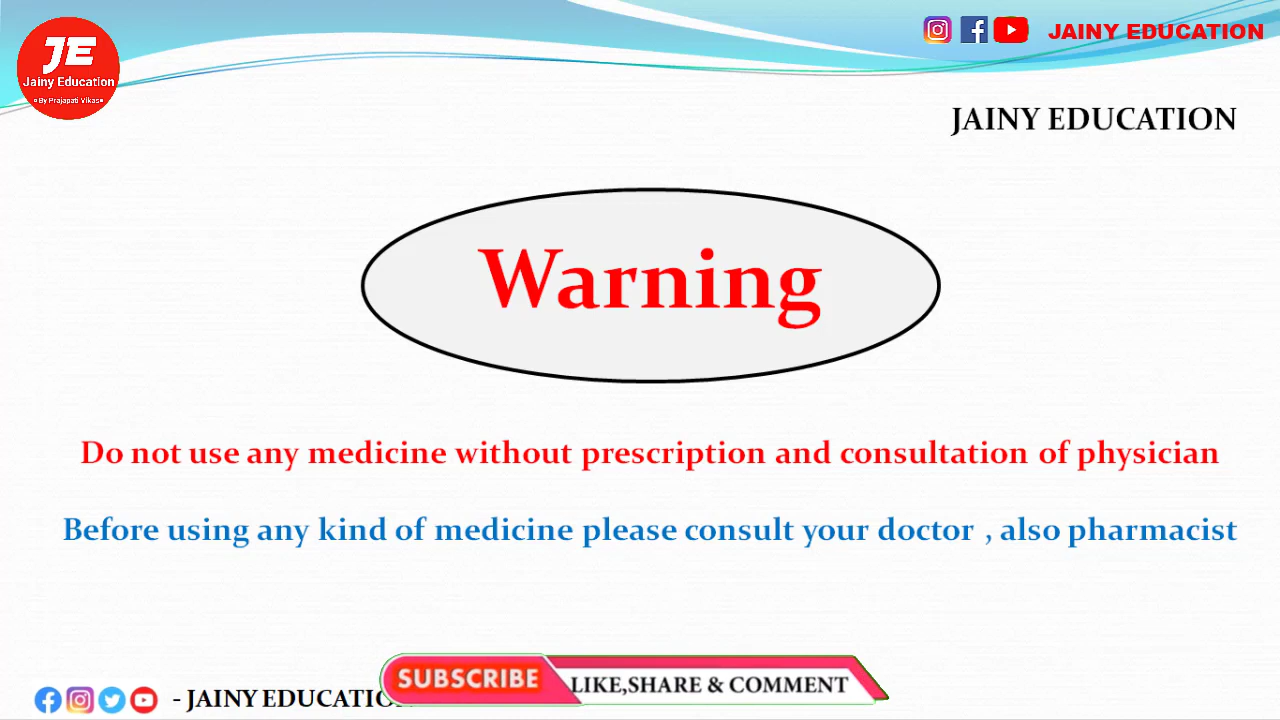 JE
Jainy Education
By Prajapati Vikas
JAINY EDUCATION
JAINY EDUCATION
Warning
Do not use any medicine without prescription and consultation of physician
Before using any kind of medicine please consult your doctor , also pharmacist
SUBSCRIBE
LIKE,SHARE & COMMENT
- JAINY EDUCATION